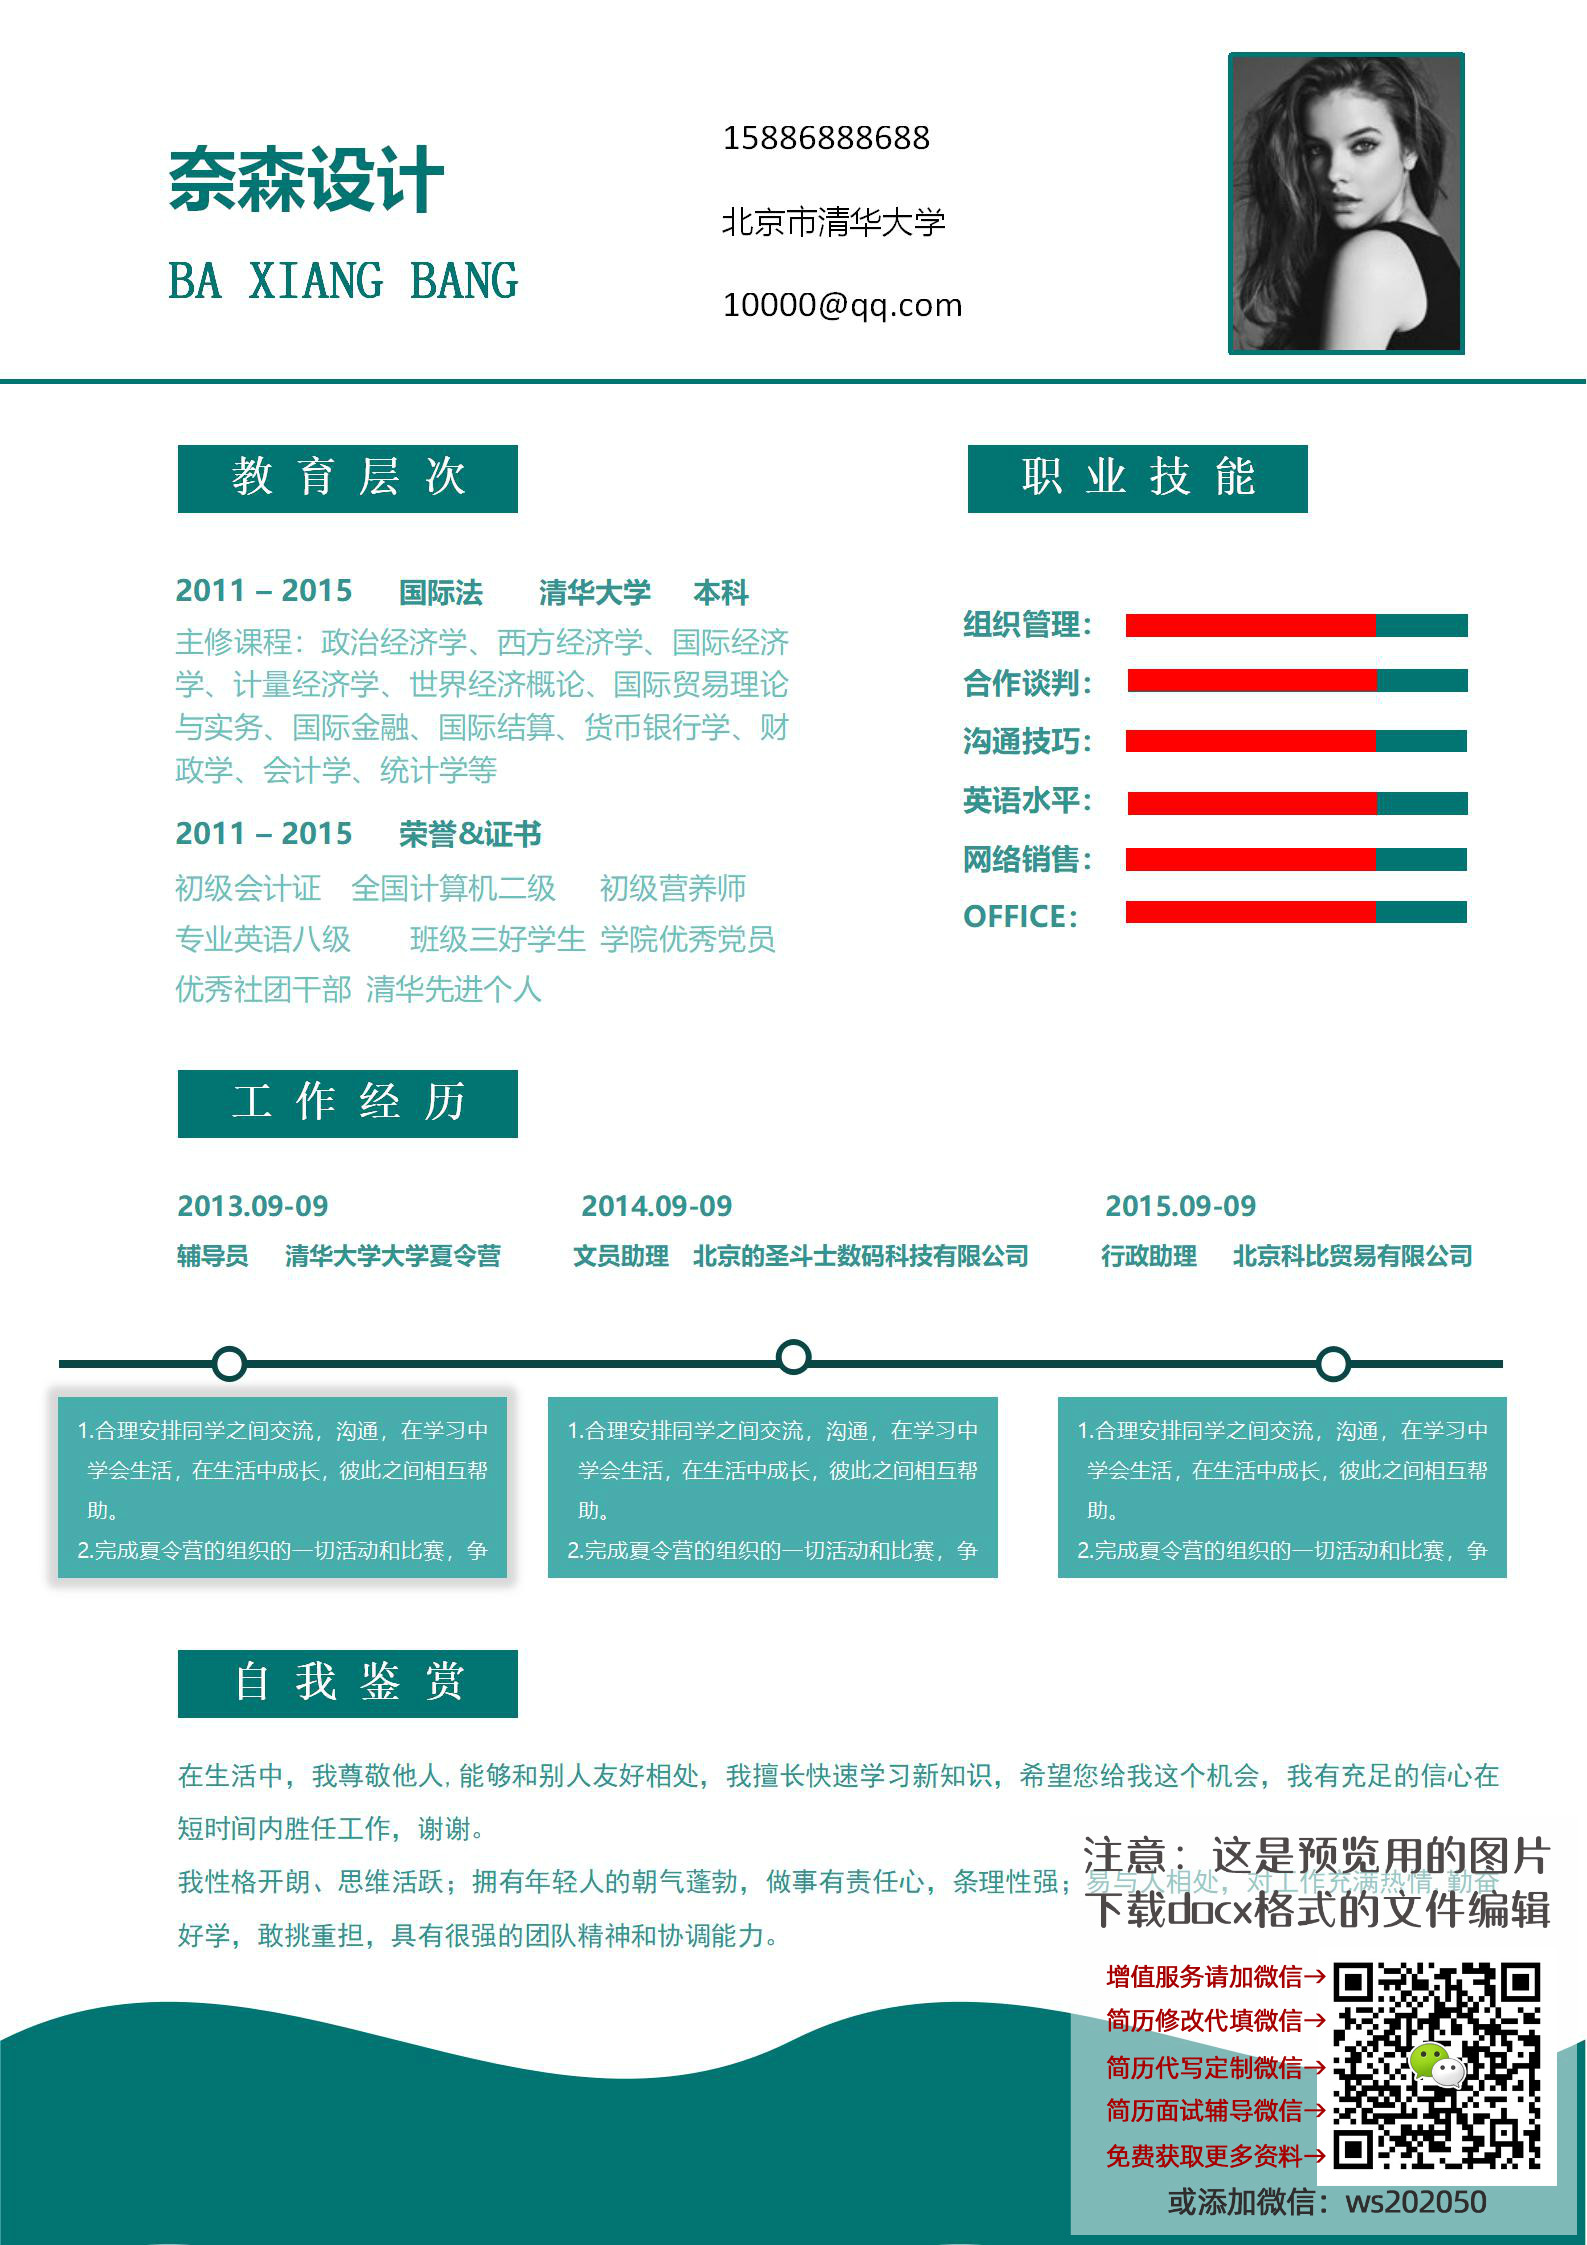 奈森设计
BA XIANG BANG
15886888688
北京市清华大学
10000@qq.com
教育层次
2011 – 2015 国际法 清华大学 本科
主修课程：政治经济学、西方经济学、国际经济
学、计量经济学、世界经济概论、国际贸易理论
与实务、国际金融、国际结算、货币银行学、财
政学、会计学、统计学等
2011 – 2015 荣誉&证书
初级会计证 全国计算机二级 初级营养师
专业英语八级 班级三好学生 学院优秀党员
优秀社团干部 清华先进个人
职业技能
组织管理：
合作谈判：
沟通技巧：
英语水平：
网络销售：
OFFICE：
工作经历
2013.09-09
辅导员 清华大学大学夏令营
2014.09-09
文员助理 北京的圣斗士数码科技有限公司
2015.09-09
行政助理 北京科比贸易有限公司
1.合理安排同学之间交流，沟通，在学习中
学会生活，在生活中成长，彼此之间相互帮
助。
2.完成夏令营的组织的一切活动和比赛，争
1.合理安排同学之间交流，沟通，在学习中
学会生活，在生活中成长，彼此之间相互帮
助。
2.完成夏令营的组织的一切活动和比赛，争
1.合理安排同学之间交流，沟通，在学习中
学会生活，在生活中成长，彼此之间相互帮
助。
2.完成夏令营的组织的一切活动和比赛，争
自我鉴赏
在生活中，我尊敬他人,能够和别人友好相处，我擅长快速学习新知识，希望您给我这个机会，我有充足的信心在
短时间内胜任工作，谢谢。
我性格开朗、思维活跃；拥有年轻人的朝气蓬勃，做事有责任心，条理性强；易与人相处，对工作充满热情,勤奋
好学，敢挑重担，具有很强的团队精神和协调能力。
注意：这是预览用的图片
下载docx格式的文件编辑
增值服务请加微信→
简历修改代填微信→
简历代写定制微信→
简历面试辅导微信→
免费获取更多资料→
或添加微信：ws202050